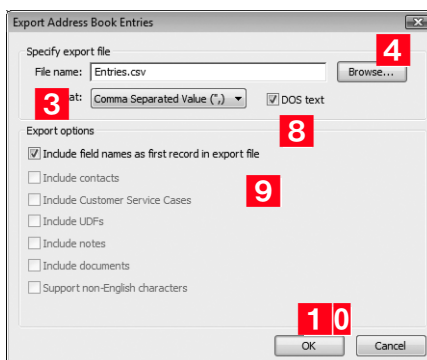 Export Address Book Entries
Specify export file
4
File name: Entries.csv Browse...
3 at: Comma Separated Value (",) DOS text
8
Export options
Include field names as first record in export file
Include contacts
9
Include Customer Service Cases
Include UDFs
Include notes
Include documents
Support non-English characters
1 0
OK Cancel